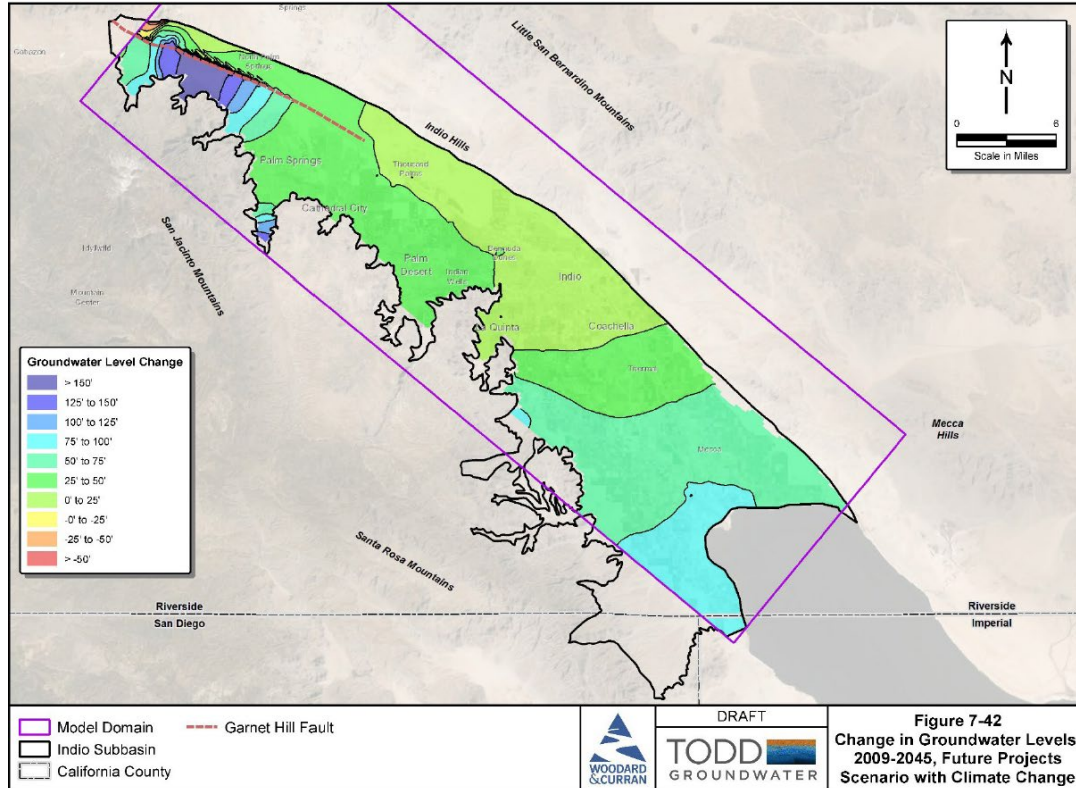 Springs
Gabazon
Little San Bernardino Mountains
N
0 6
Scale in Miles
Indio Hills
Palm Springs
Thousand
Palms
Cathedral City
San Jacinto Mountains
Idyllwild
Palm
Desert
Indian
Wells
Bermuda
Dunes
Indio
Mountain
Center
La Quinta
Coachella
Thermal
Groundwater Level Change
> 150'
125' to 150'
100' to 125'
75' to 100'
50' to 75'
25' to 50'
0' to 25'
-0' to -25'
-25' to -50'
> -50'
Mecca
Mecca
Hills
Santa Rosa Mountains
Riverside
San Diego
Riverside
Imperial
Model Domain
Garnet Hill Fault
Indio Subbasin
California County
WOODARD
&CURRAN
DRAFT
TODD
GROUNDWATER
Figure 7-42
Change in Groundwater Levels
2009-2045, Future Projects
Scenario with Climate Change